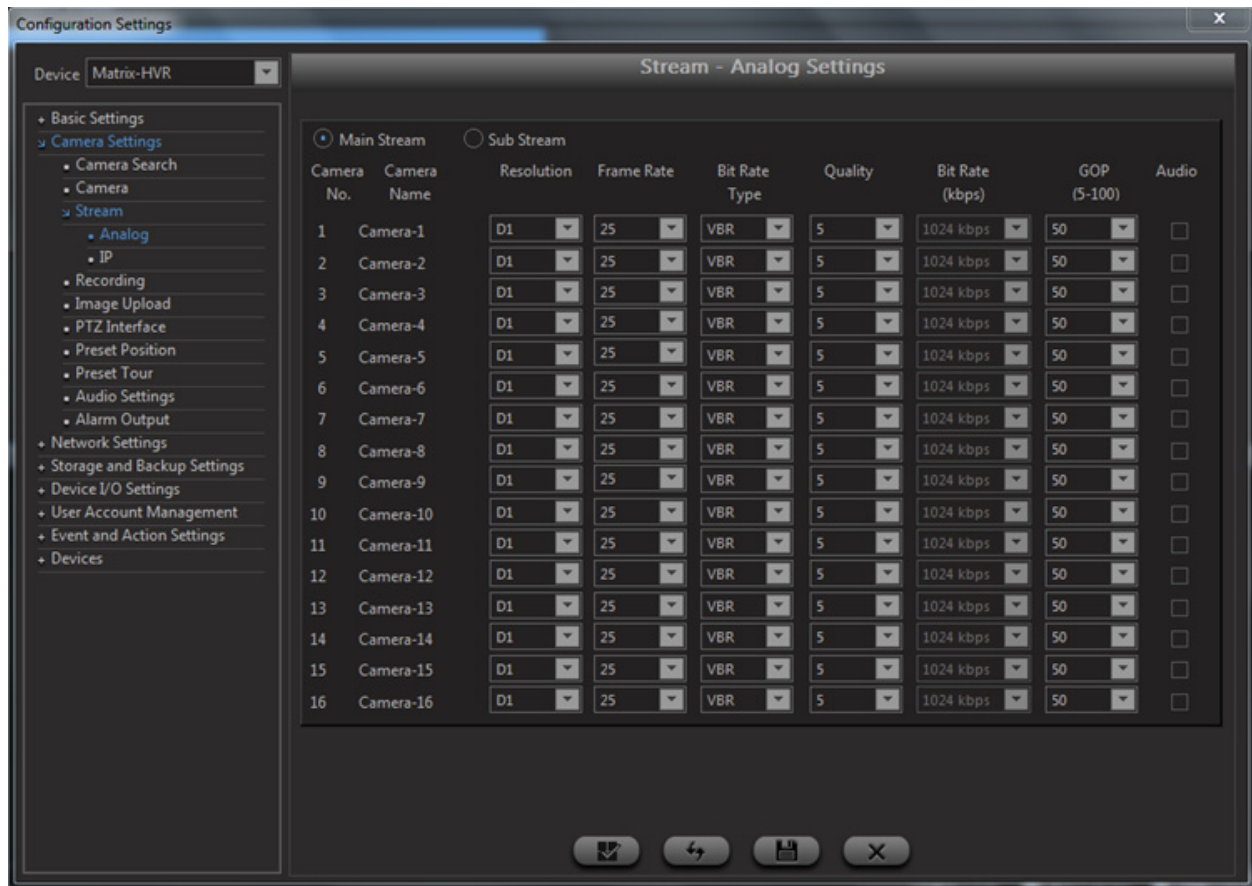 Configuration Settings
x
Device Matrix-HVR
Stream - Analog Settings
+ Basic Settings
Camera Settings
Camera Search
Camera
Stream
Analog
IP
Recording
Image Upload
PTZ Interface
Preset Position
Preset Tour
Audio Settings
Alarm Output
+ Network Settings
+ Storage and Backup Settings
+ Device I/O Settings
+ User Account Management
+ Event and Action Settings
+ Devices
Main Stream Sub Stream
Camera No. Camera Name Resolution Frame Rate Bit Rate Type Quality Bit Rate (kbps) GOP (5-100) Audio
1 Camera-1 D1 25 VBR 5 1024 kbps 50
2 Camera-2 D1 25 VBR 5 1024 kbps 50
3 Camera-3 D1 25 VBR 5 1024 kbps 50
4 Camera-4 D1 25 VBR 5 1024 kbps 50
5 Camera-5 D1 25 VBR 5 1024 kbps 50
6 Camera-6 D1 25 VBR 5 1024 kbps 50
7 Camera-7 D1 25 VBR 5 1024 kbps 50
8 Camera-8 D1 25 VBR 5 1024 kbps 50
9 Camera-9 D1 25 VBR 5 1024 kbps 50
10 Camera-10 D1 25 VBR 5 1024 kbps 50
11 Camera-11 D1 25 VBR 5 1024 kbps 50
12 Camera-12 D1 25 VBR 5 1024 kbps 50
13 Camera-13 D1 25 VBR 5 1024 kbps 50
14 Camera-14 D1 25 VBR 5 1024 kbps 50
15 Camera-15 D1 25 VBR 5 1024 kbps 50
16 Camera-16 D1 25 VBR 5 1024 kbps 50